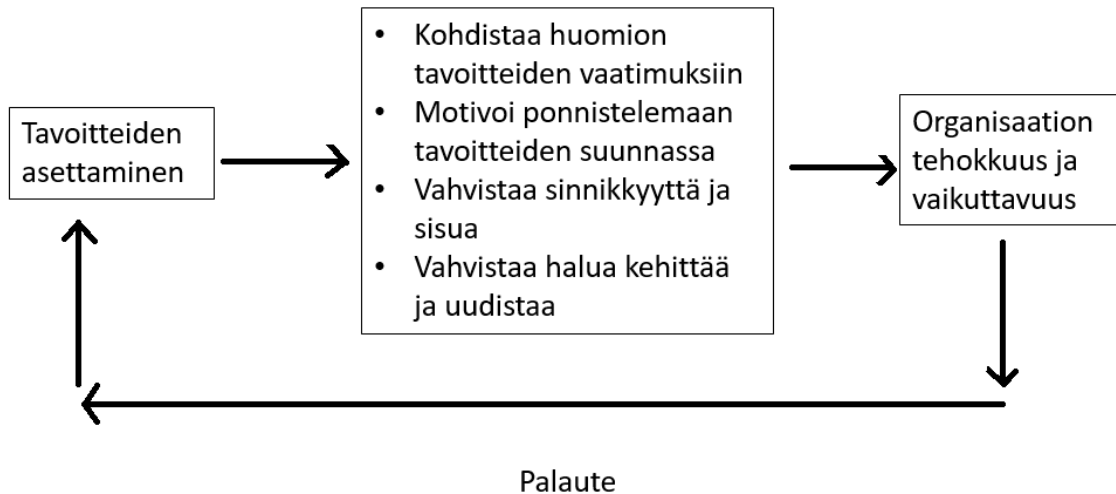 Tavoitteiden
asettaminen
• Kohdistaa huomion
tavoitteiden vaatimuksiin
• Motivoi ponnistelemaan
tavoitteiden suunnassa
• Vahvistaa sinnikkyyttä ja
sisua
• Vahvistaa halua kehittää
ja uudistaa
Organisaation
tehokkuus ja
vaikuttavuus
Palaute